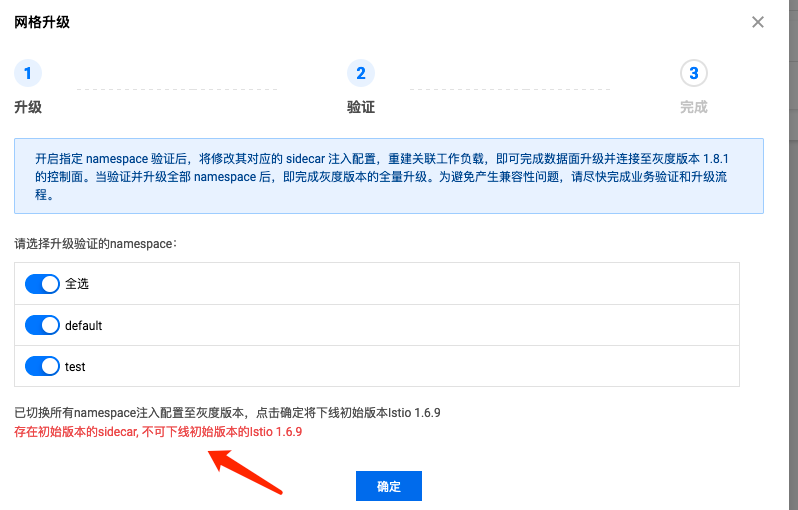 网格升级
1
2
3
升级
验证
完成
开启指定 namespace 验证后，将修改其对应的 sidecar 注入配置，重建关联工作负载，即可完成数据面升级并连接至灰度版本 1.8.1
的控制面。当验证并升级全部 namespace 后，即完成灰度版本的全量升级。为避免产生兼容性问题，请尽快完成业务验证和升级流
程。
请选择升级验证的namespace：
全选
default
test
已切换所有namespace注入配置至灰度版本，点击确定将下线初始版本Istio 1.6.9
存在初始版本的sidecar, 不可下线初始版本的Istio 1.6.9
确定